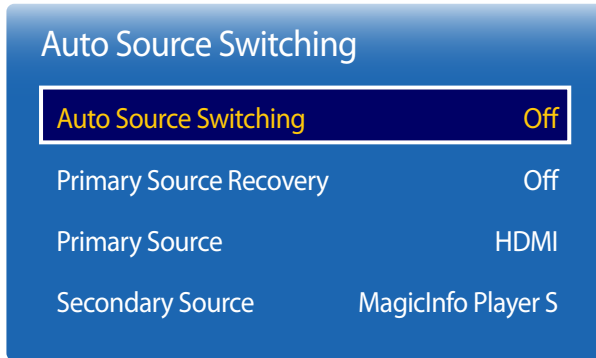 Auto Source Switching
Auto Source Switching Off
Primary Source Recovery Off
Primary Source HDMI
Secondary Source MagicInfo Player S